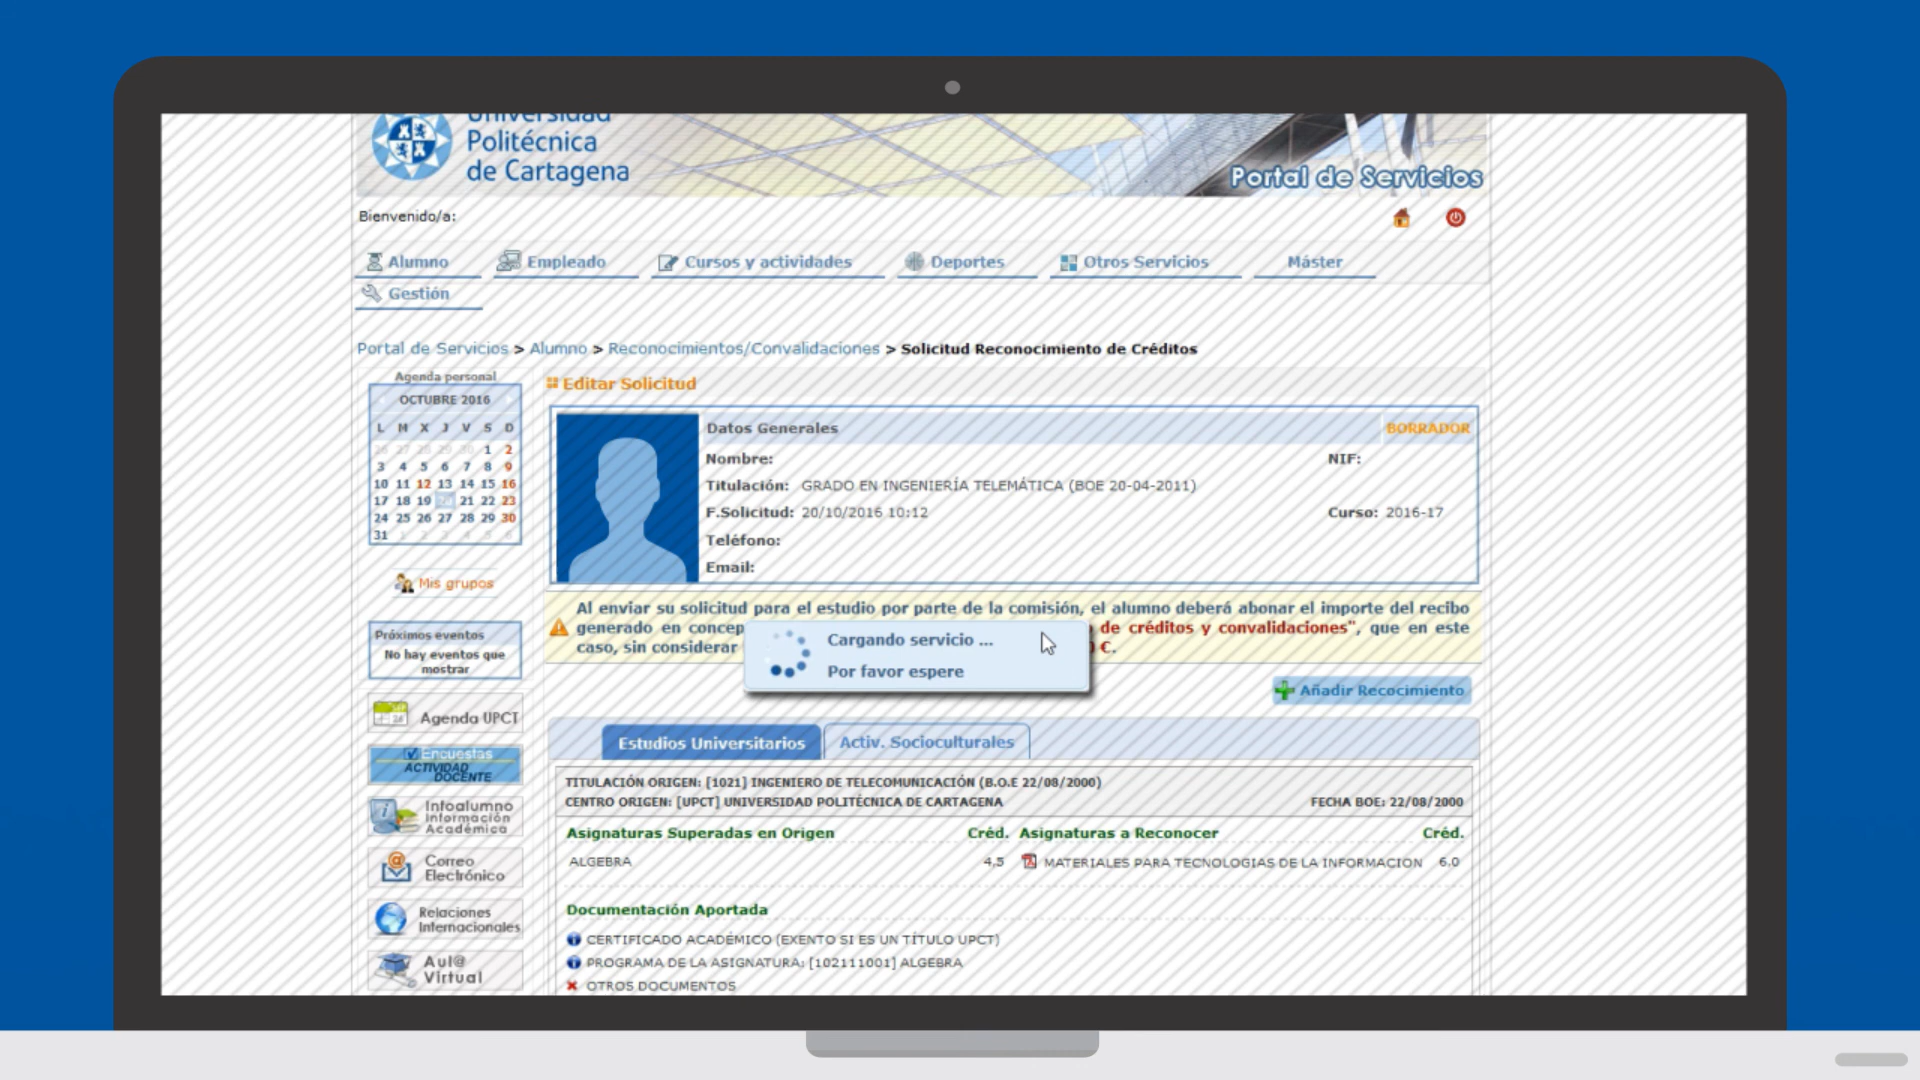 Universidad
Politécnica
de Cartagena
Portal de Servicios
Bienvenido/a:
Alumno Empleado Cursos y actividades Deportes Otros Servicios Máster
Gestión
Portal de Servicios > Alumno > Reconocimientos/Convalidaciones > Solicitud Reconocimiento de Créditos
Agenda personal
OCTUBRE 2016
L M X J V S D
26 27 28 29 30 1 2
3 4 5 6 7 8 9
10 11 12 13 14 15 16
17 18 19 20 21 22 23
24 25 26 27 28 29 30
31 1 2 3 4 5 6
Mis grupos
Próximos eventos
No hay eventos que
mostrar
Agenda UPCT
Encuestas
ACTIVIDAD
DOCENTE
Infoalumno
Información
Académica
Correo
Electrónico
Relaciones
Internacionales
Aul@
Virtual
Editar Solicitud
Datos Generales BORRADOR
Nombre: NIF:
Titulación: GRADO EN INGENIERÍA TELEMÁTICA (BOE 20-04-2011)
F.Solicitud: 20/10/2016 10:12 Curso: 2016-17
Teléfono:
Email:
Al enviar su solicitud para el estudio por parte de la comisión, el alumno deberá abonar el importe del recibo
generado en concep de créditos y convalidaciones", que en este
caso, sin considerar €.
Cargando servicio ...
Por favor espere
Añadir Recocimiento
Estudios Universitarios Activ. Socioculturales
TITULACIÓN ORIGEN: [1021] INGENIERO DE TELECOMUNICACIÓN (B.O.E 22/08/2000)
CENTRO ORIGEN: [UPCT] UNIVERSIDAD POLITÉCNICA DE CARTAGENA FECHA BOE: 22/08/2000
Asignaturas Superadas en Origen Créd. Asignaturas a Reconocer Créd.
ALGEBRA 4,5 MATERIALES PARA TECNOLOGIAS DE LA INFORMACION 6.0
Documentación Aportada
CERTIFICADO ACADÉMICO (EXENTO SI ES UN TÍTULO UPCT)
PROGRAMA DE LA ASIGNATURA: [102111001] ALGEBRA
OTROS DOCUMENTOS